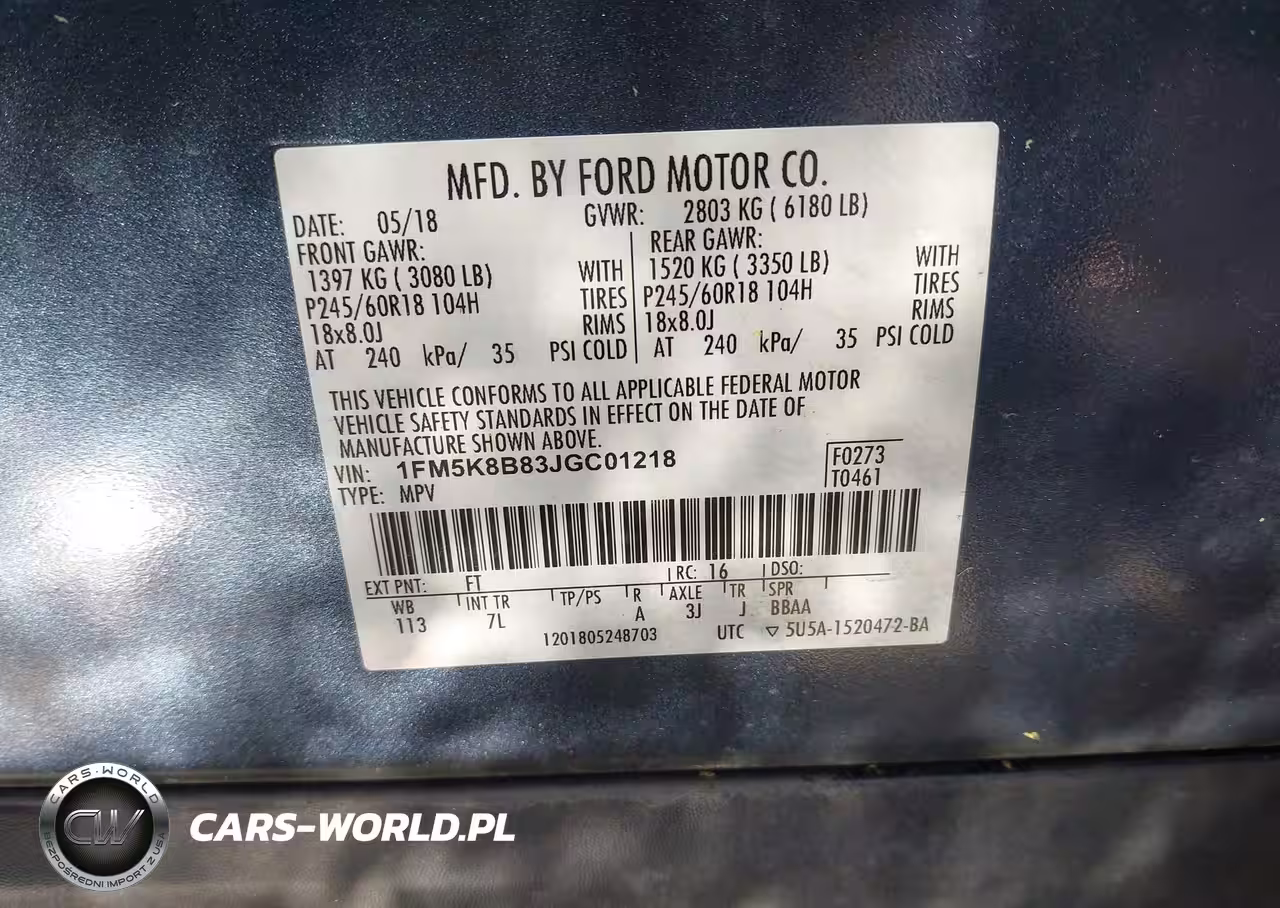 MFD. BY FORD MOTOR CO.
DATE: 05/18 GVWR: 2803 KG ( 6180 LB)
FRONT GAWR: REAR GAWR:
1397 KG ( 3080 LB) WITH 1520 KG ( 3350 LB) WITH
P245/60R18 104H TIRES P245/60R18 104H TIRES
18x8.0J RIMS 18x8.0J RIMS
AT 240 kPa/ 35 PSI COLD AT 240 kPa/ 35 PSI COLD
THIS VEHICLE CONFORMS TO ALL APPLICABLE FEDERAL MOTOR
VEHICLE SAFETY STANDARDS IN EFFECT ON THE DATE OF
MANUFACTURE SHOWN ABOVE.
VIN: 1FM5K8B83JGC01218 F0273
TYPE: MPV T0461
EXT PNT: FT RC: 16 DSO:
WB INT TR TP/PS R AXLE TR SPR
113 7L A 3J J BBAA
1201805248703 UTC ▽ 5U5A-1520472-BA
CARS-WORLD
CW
BEZPOŚREDNI IMPORT Z USA
CARS-WORLD.PL